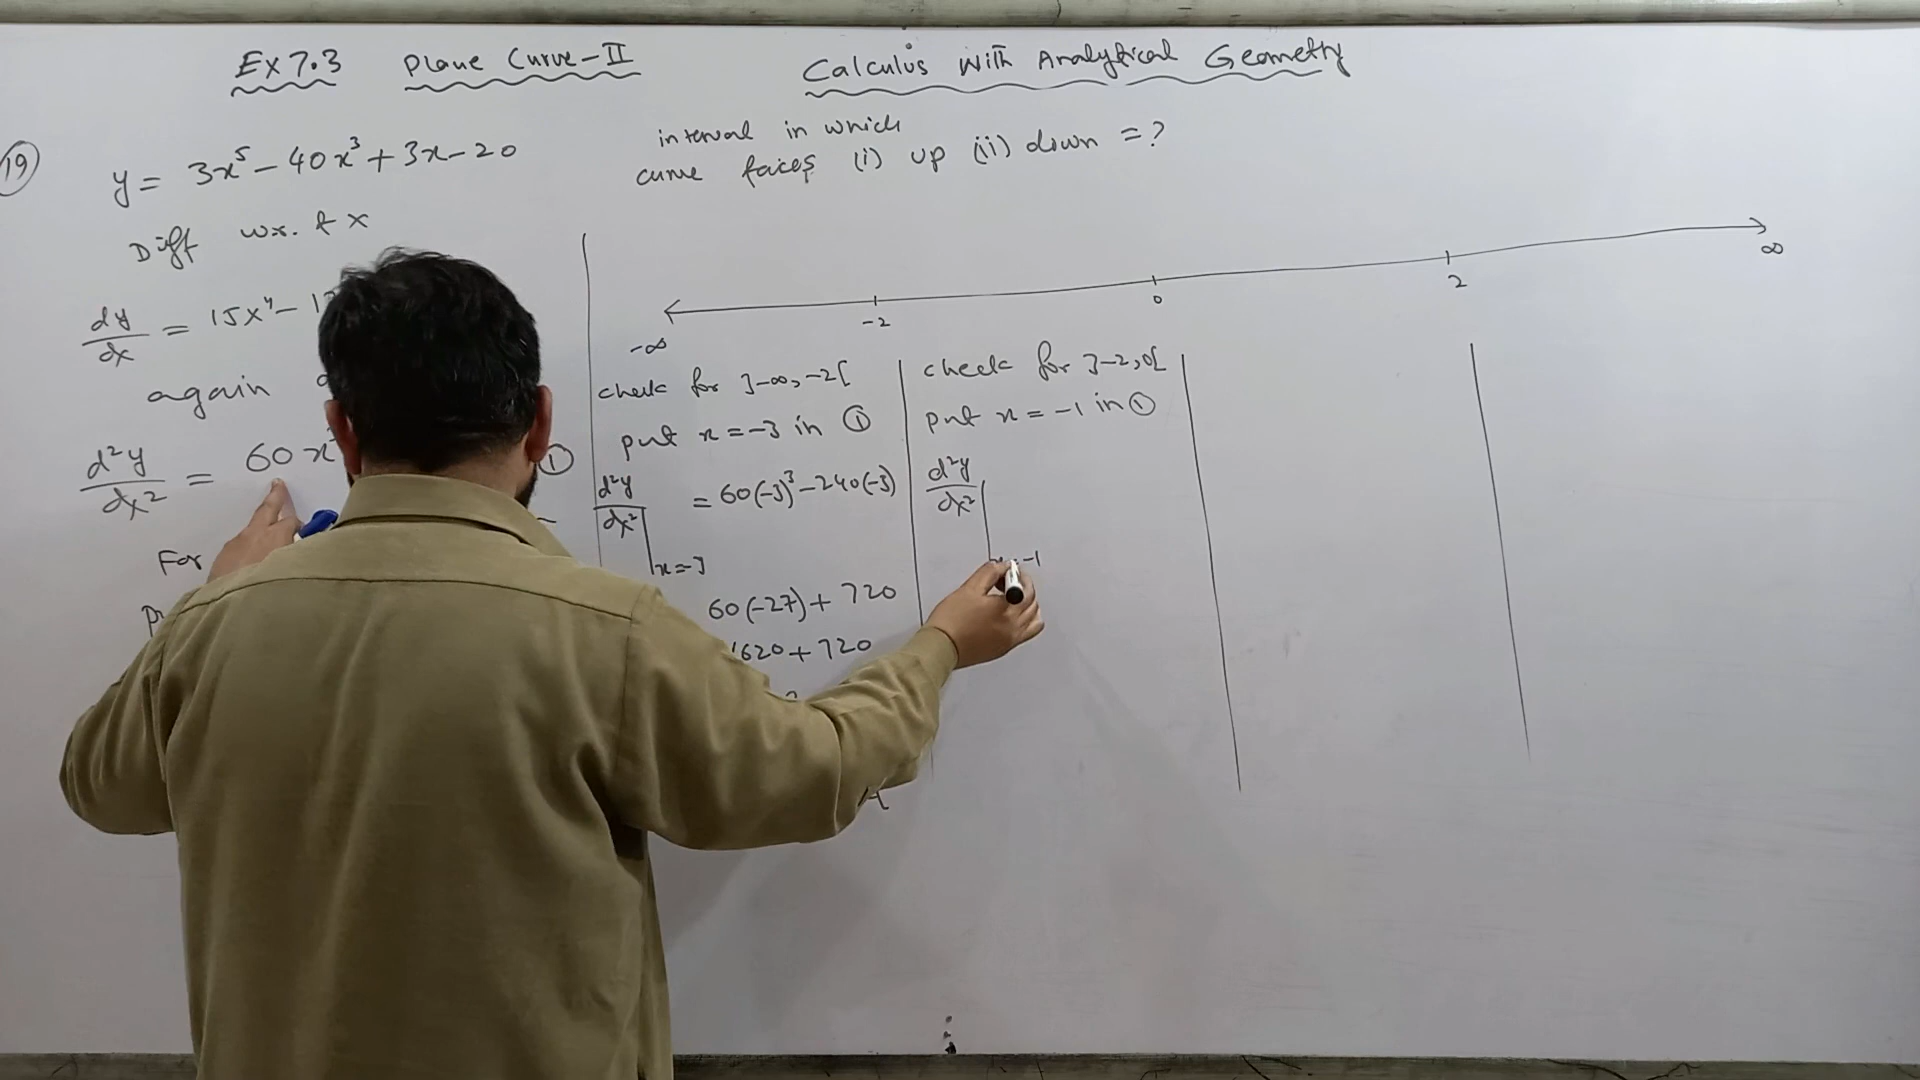 Ex 7.3 Plane Curve-II Calculus with Analytical Geometry
19
y = 3x⁵ - 40x³ + 3x - 20
interval in which
curve faces (i) up (ii) down = ?
Diff w.r.t x
dy/dx = 15x⁴ - 12
again
d²y/dx² = 60x ①
For
-∞ -2 0 2 ∞
check for ]-∞, -2[
put x = -3 in ①
d²y/dx² |x=-3 = 60(-3)³ - 240(-3)
60(-27) + 720
1620 + 720
check for ]-2, 0[
put x = -1 in ①
d²y/dx² |x=-1